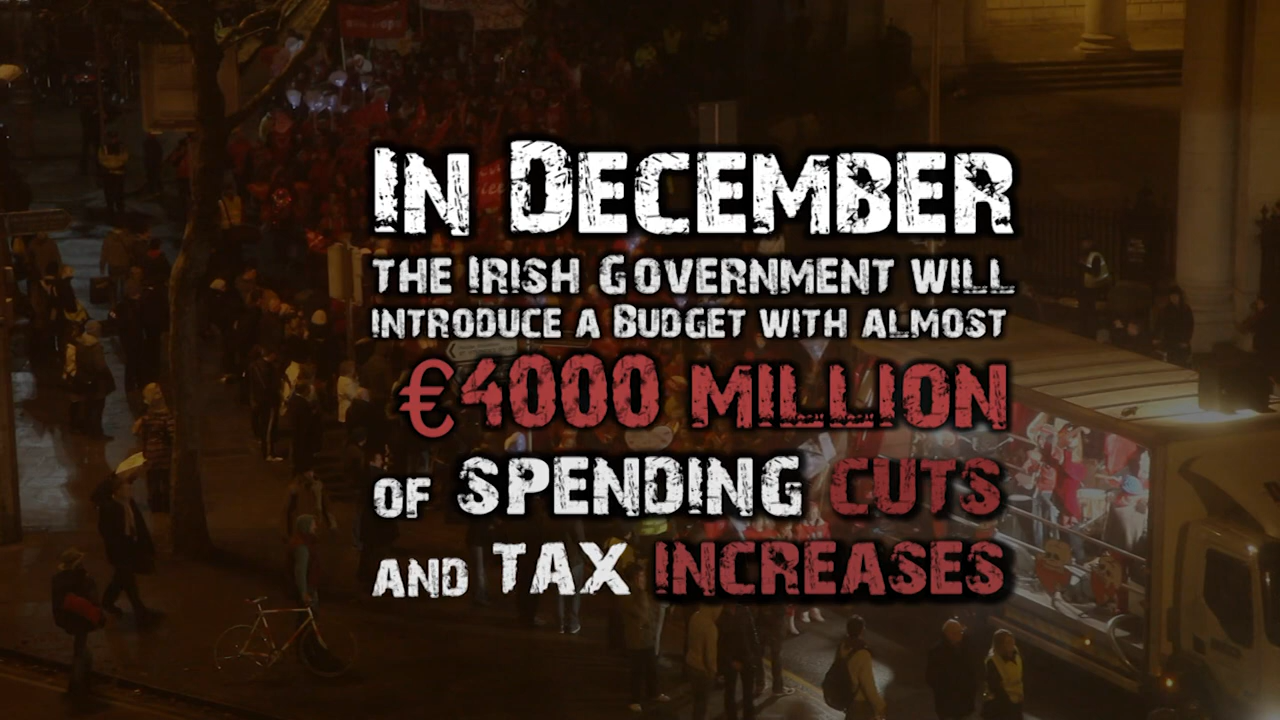 In December
the Irish Government will
introduce a Budget with almost
€4000 million
of spending cuts
and tax increases